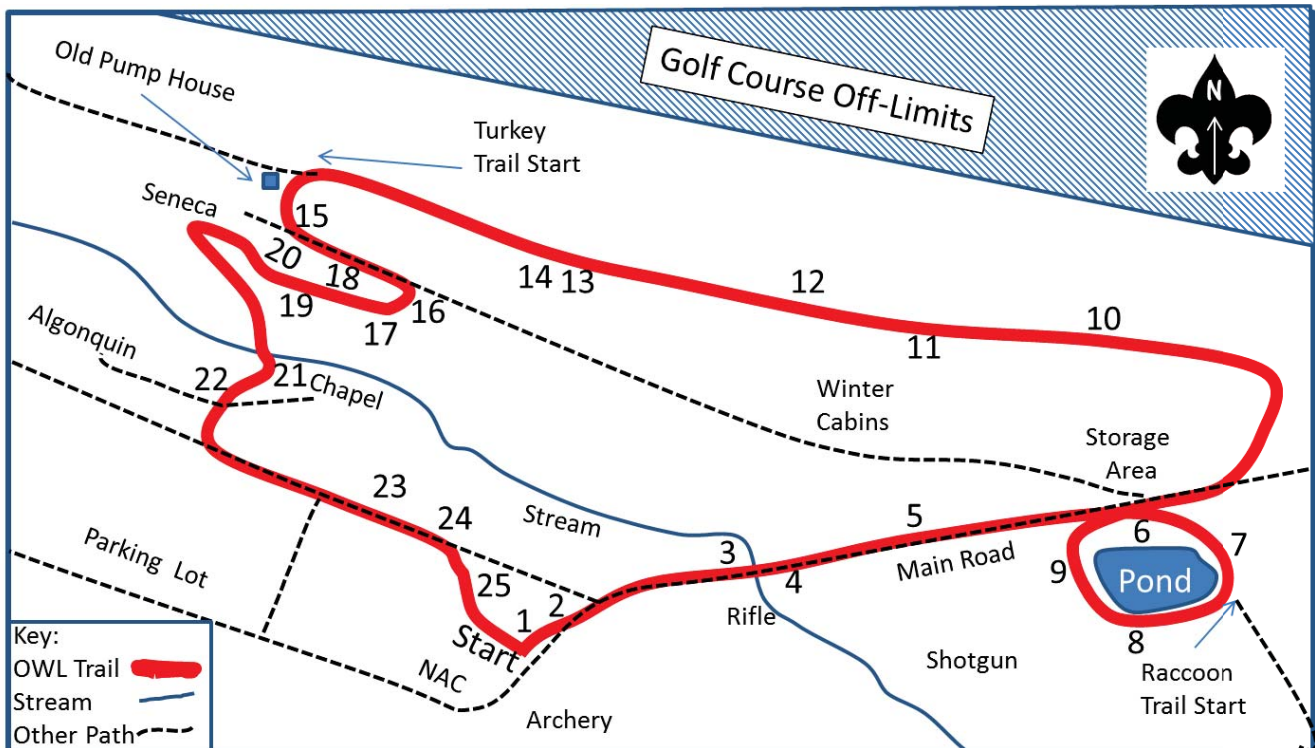 Golf Course Off-Limits
N
Old Pump House
Turkey
Trail Start
Seneca
15
20
18
14 13
12
19
17
16
11
10
Algonquin
22
21
Chapel
Winter
Cabins
Storage
Area
23
24
Stream
5
6
7
3
4
Main Road
9
Pond
Parking Lot
25
1
2
Rifle
8
Start
NAC
Shotgun
Raccoon
Trail Start
Archery
Key:
OWL Trail
Stream
Other Path